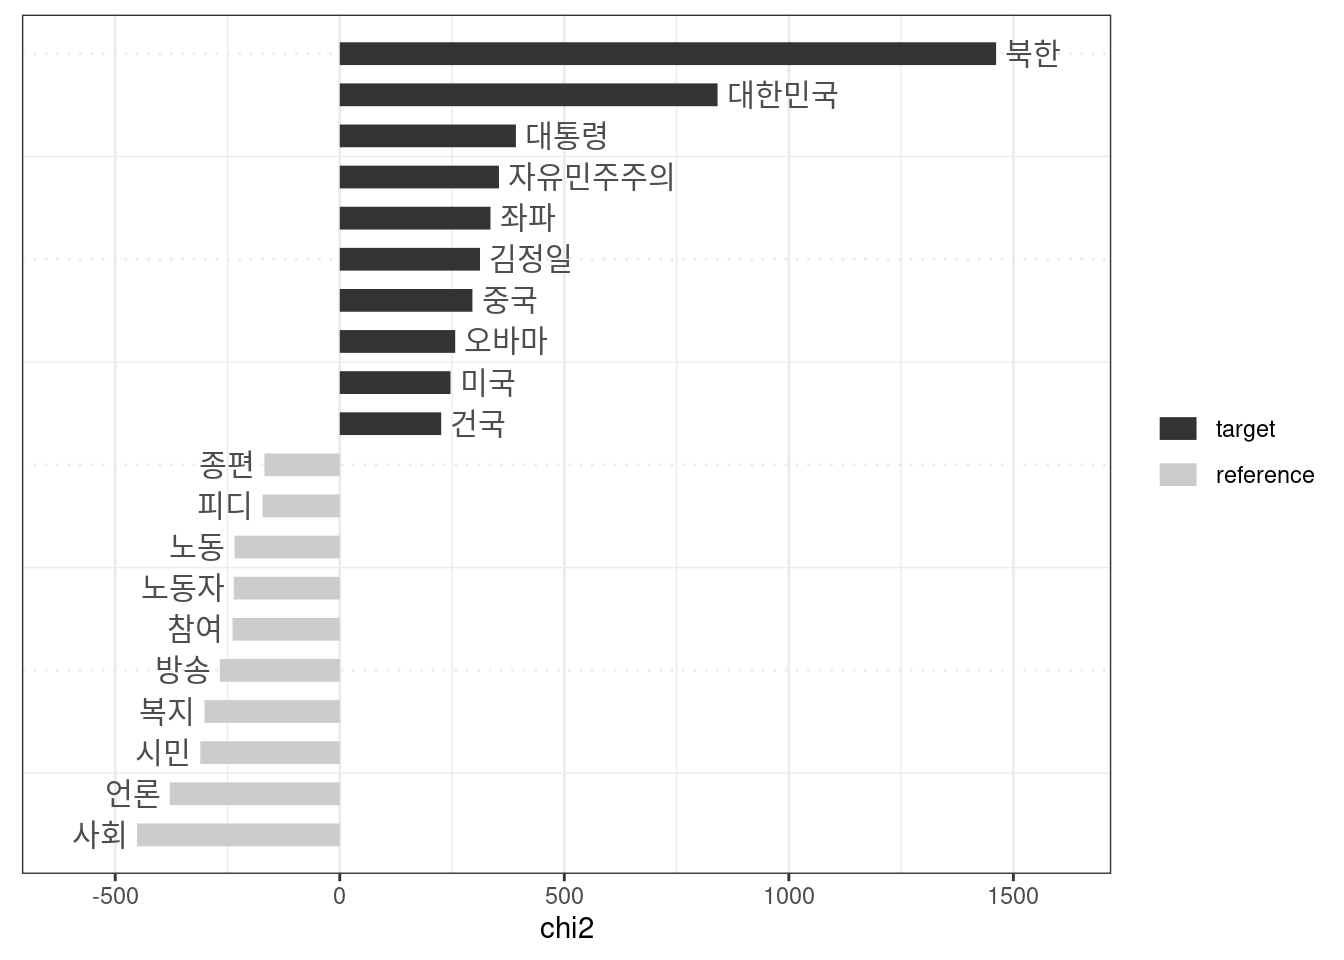 북한
대한민국
대통령
자유민주주의
좌파
김정일
중국
오바마
미국
건국
종편
피디
노동
노동자
참여
방송
복지
시민
언론
사회
-500 0 500 1000 1500
chi2
target
reference